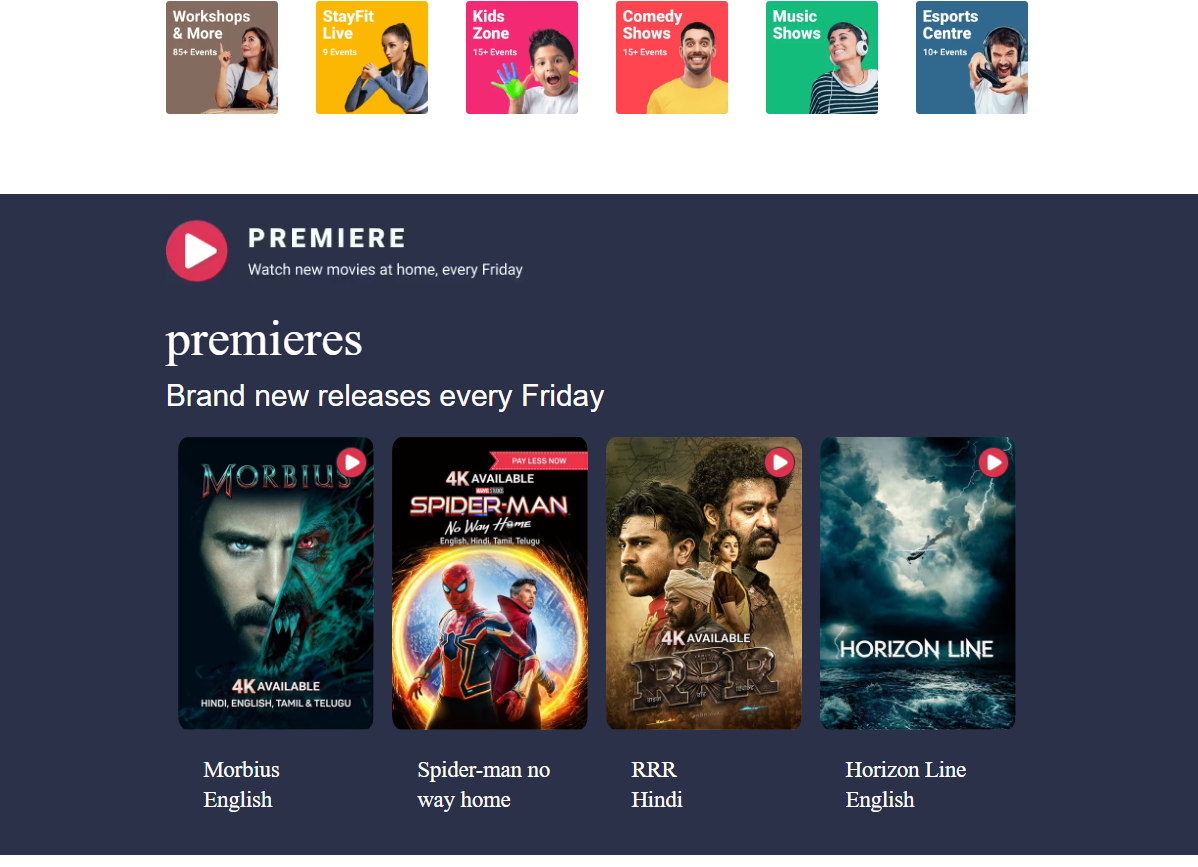 Workshops
& More
85+ Events
StayFit
Live
9 Events
Kids
Zone
15+ Events
Comedy
Shows
15+ Events
Music
Shows
Esports
Centre
10+ Events
PREMIERE
Watch new movies at home, every Friday
premieres
Brand new releases every Friday
MORBIUS
4K AVAILABLE
HINDI, ENGLISH, TAMIL & TELUGU
PAY LESS NOW
4K AVAILABLE
MARVEL STUDIOS
SPIDER-MAN
No Way Home
English, Hindi, Tamil, Telugu
4K AVAILABLE
RRR
HORIZON LINE
Morbius
English
Spider-man no
way home
RRR
Hindi
Horizon Line
English